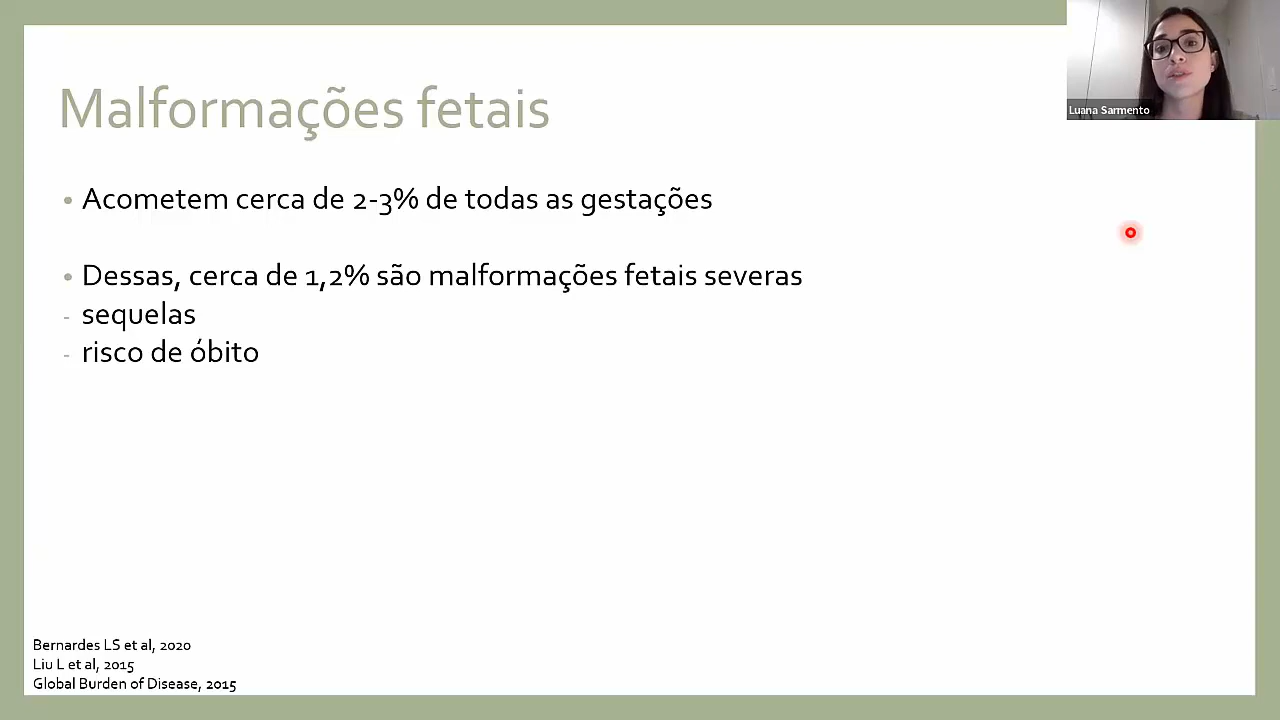 Malformações fetais
Luana Sarmento
• Acometem cerca de 2-3% de todas as gestações
• Dessas, cerca de 1,2% são malformações fetais severas
- sequelas
- risco de óbito
Bernardes LS et al, 2020
Liu L et al, 2015
Global Burden of Disease, 2015